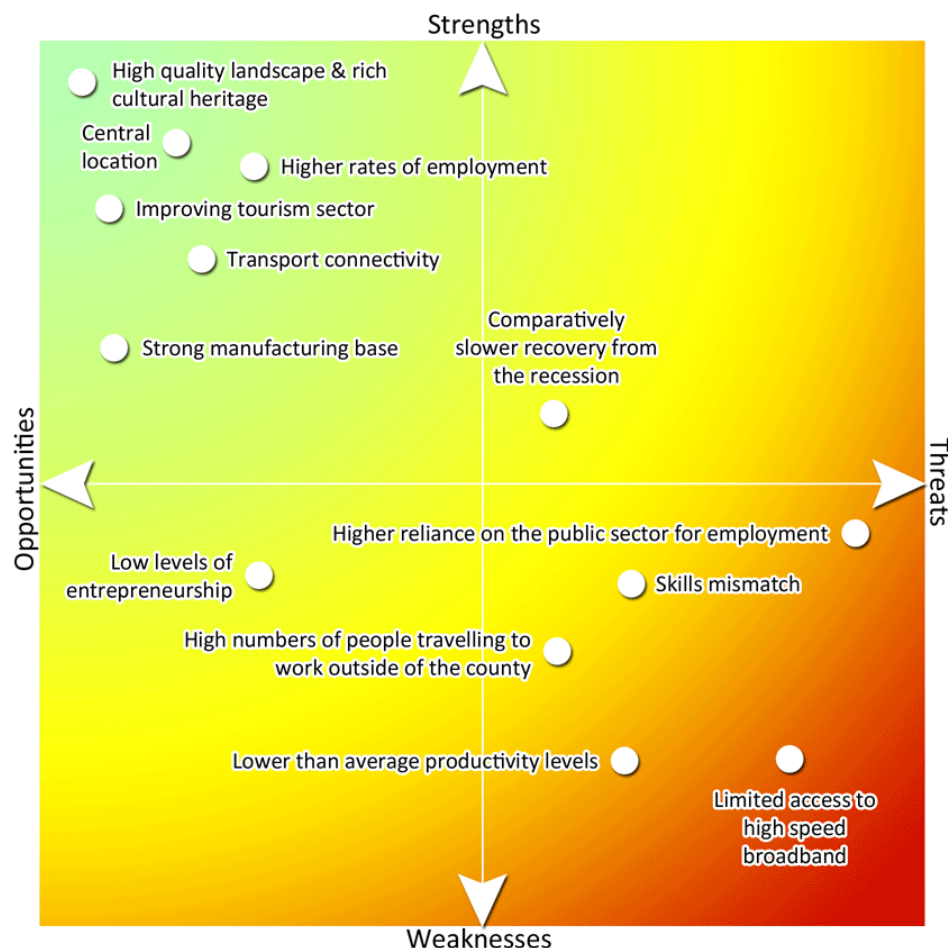 Strengths
High quality landscape & rich
cultural heritage
Central
location
Higher rates of employment
Improving tourism sector
Transport connectivity
Comparatively
slower recovery from
the recession
Strong manufacturing base
Opportunities
Threats
Higher reliance on the public sector for employment
Low levels of
entrepreneurship
Skills mismatch
High numbers of people travelling to
work outside of the county
Lower than average productivity levels
Limited access to
high speed
broadband
Weaknesses